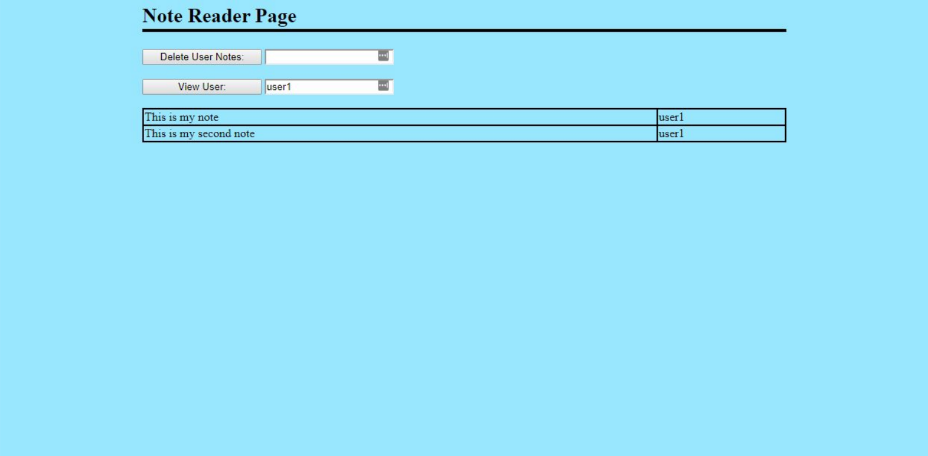 Note Reader Page
Delete User Notes:
View User: user1
This is my note user1
This is my second note user1